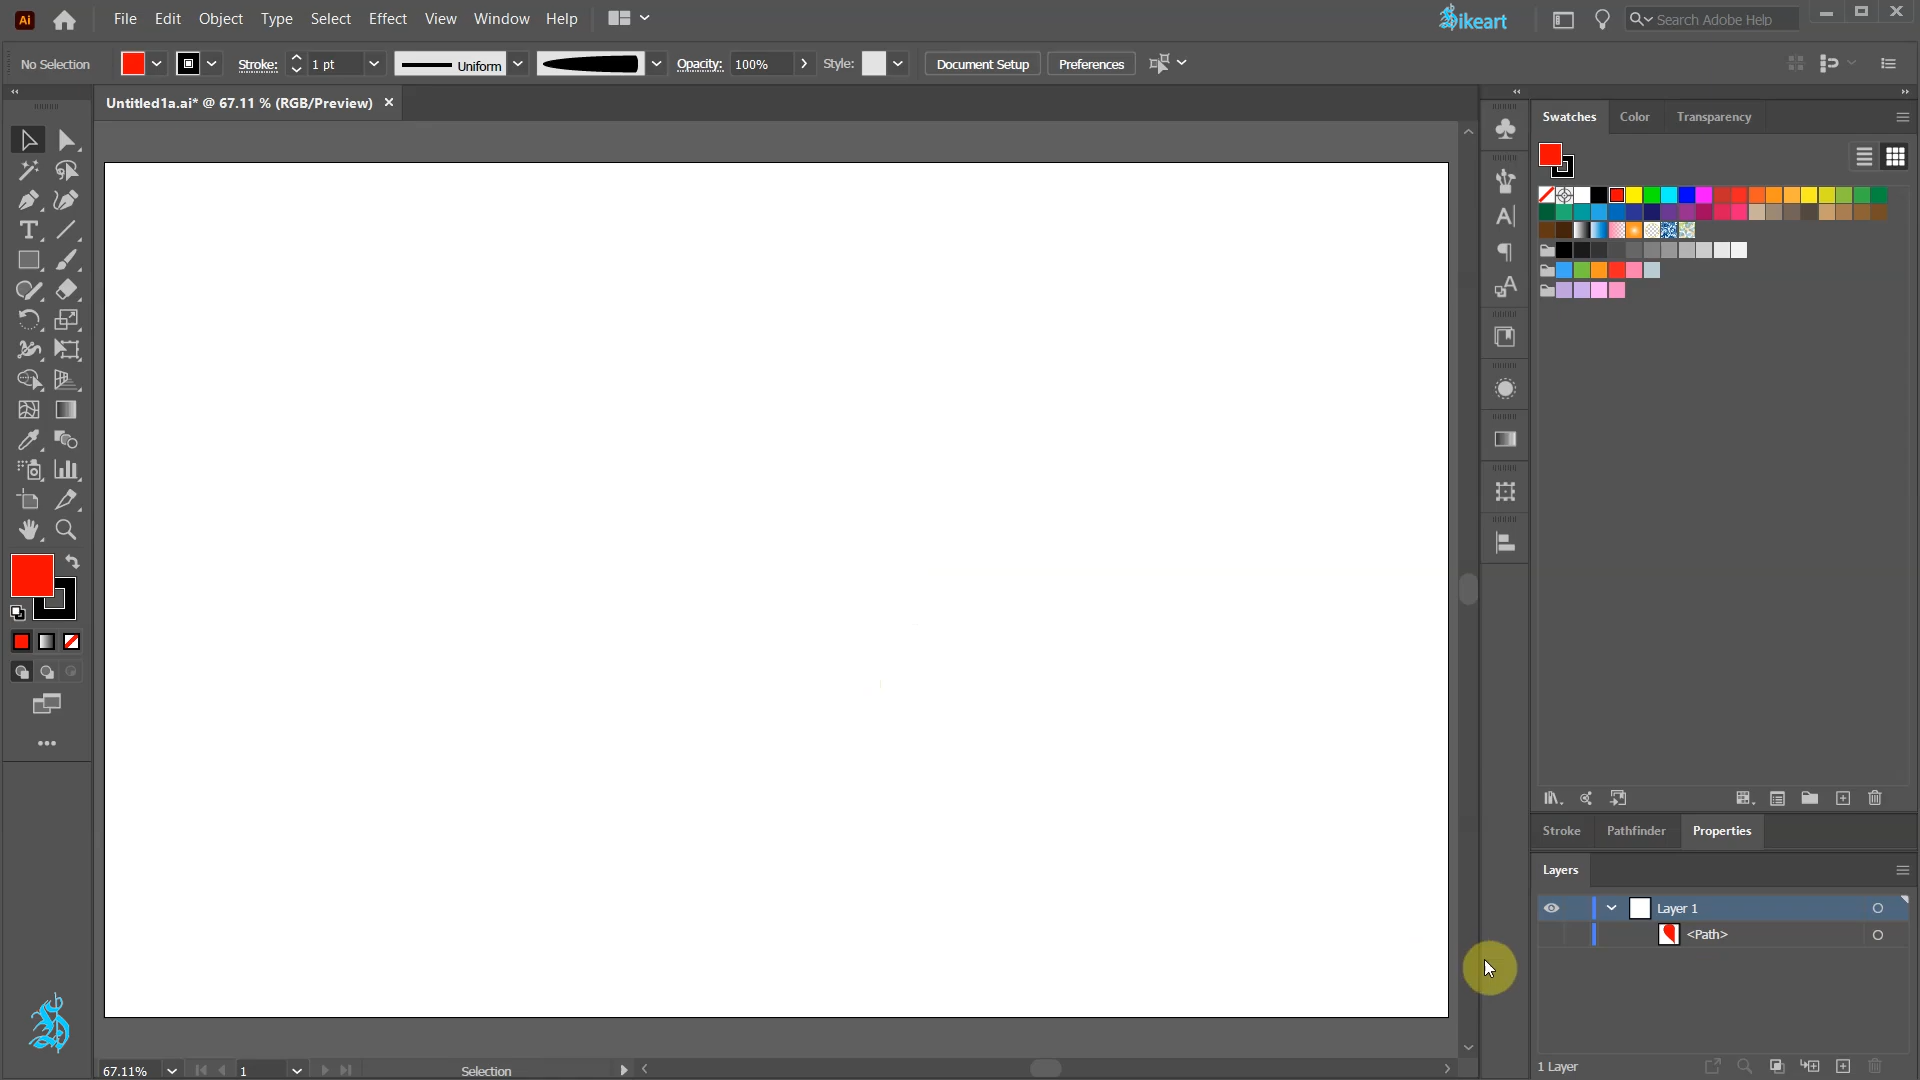 Ai File Edit Object Type Select Effect View Window Help ikeart Search Adobe Help
No Selection Stroke: 1 pt Uniform Opacity: 100% Style: Document Setup Preferences
Untitled1a.ai* @ 67.11 % (RGB/Preview) ×
Swatches Color Transparency
Stroke Pathfinder Properties
Layers
Layer 1
<Path>
1 Layer
67.11% 1 Selection